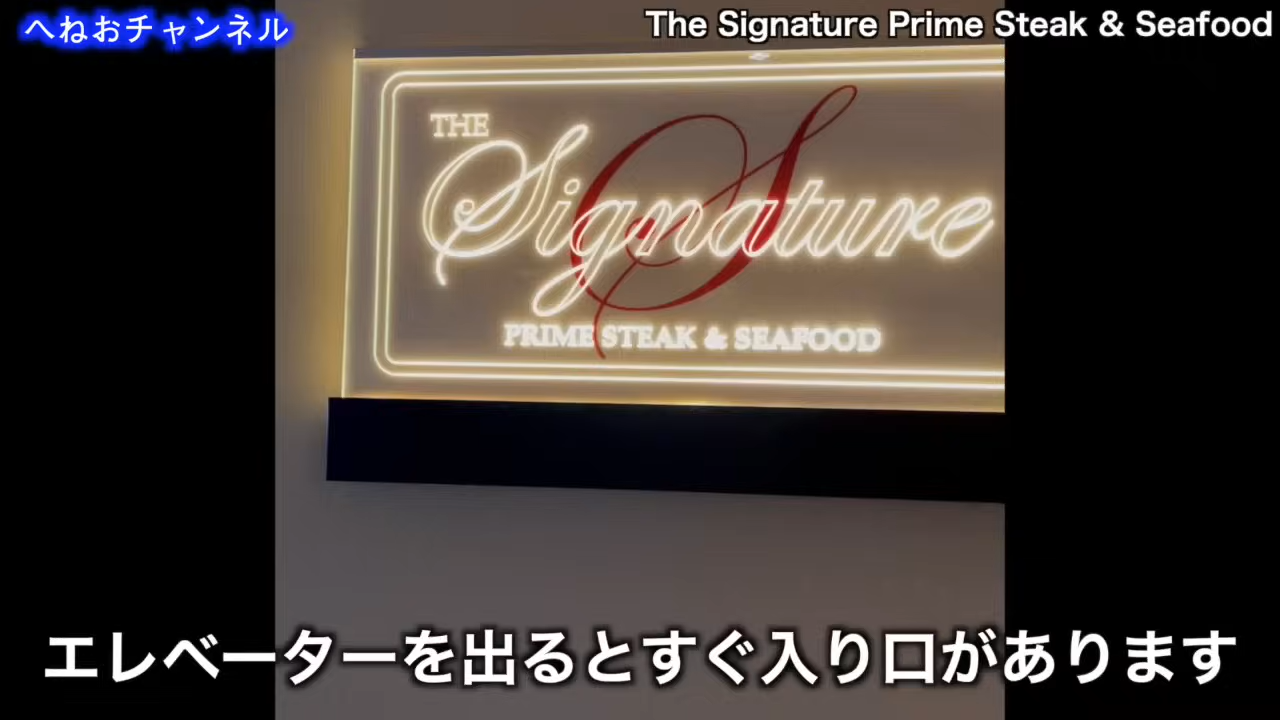 へねおチャンネル
The Signature Prime Steak & Seafood
THE
Signature
S
PRIME STEAK & SEAFOOD
エレベーターを出るとすぐ入り口があります